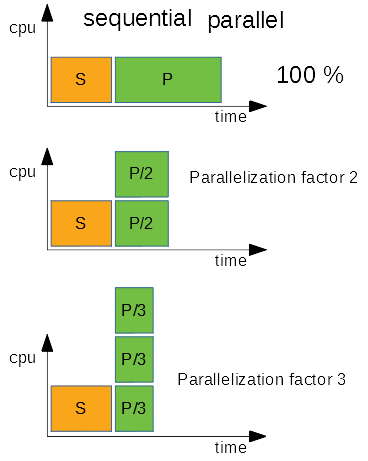 cpu
sequential parallel
S
P
100 %
time
P/2
cpu
Parallelization factor 2
S
P/2
time
P/3
cpu
P/3
Parallelization factor 3
S
P/3
time